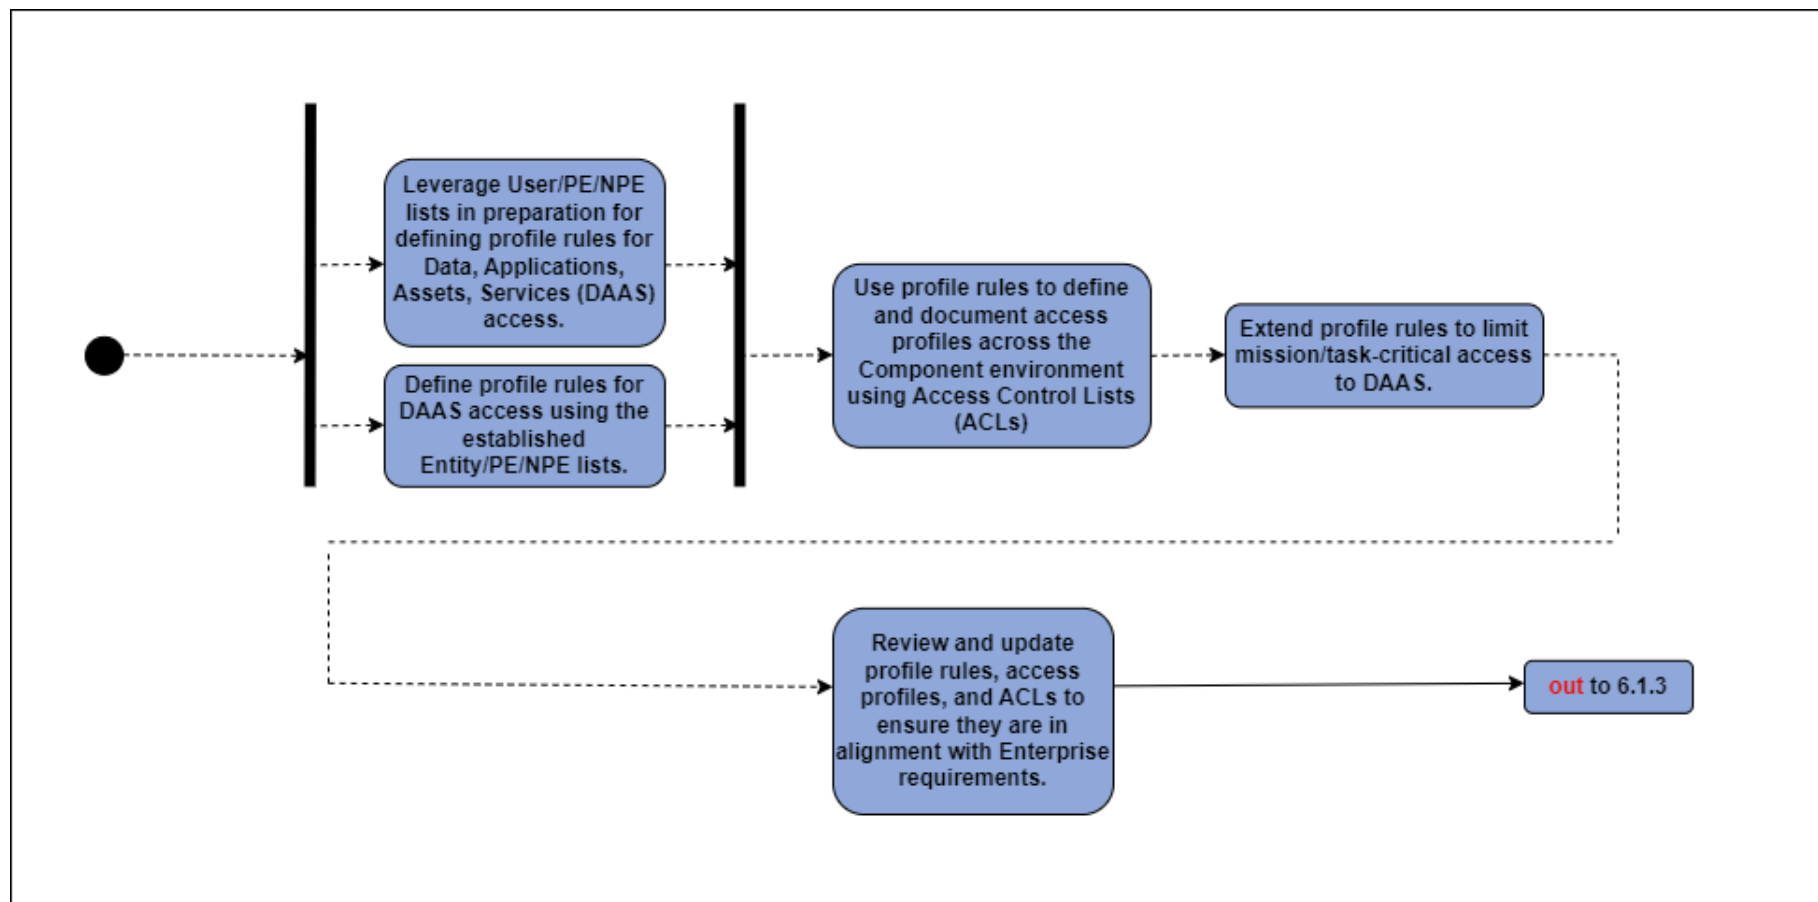 Leverage User/PE/NPE
lists in preparation for
defining profile rules for
Data, Applications,
Assets, Services (DAAS)
access.
Define profile rules for
DAAS access using the
established
Entity/PE/NPE lists.
Use profile rules to define
and document access
profiles across the
Component environment
using Access Control Lists
(ACLs)
Extend profile rules to limit
mission/task-critical access
to DAAS.
Review and update
profile rules, access
profiles, and ACLs to
ensure they are in
alignment with Enterprise
requirements.
out to 6.1.3